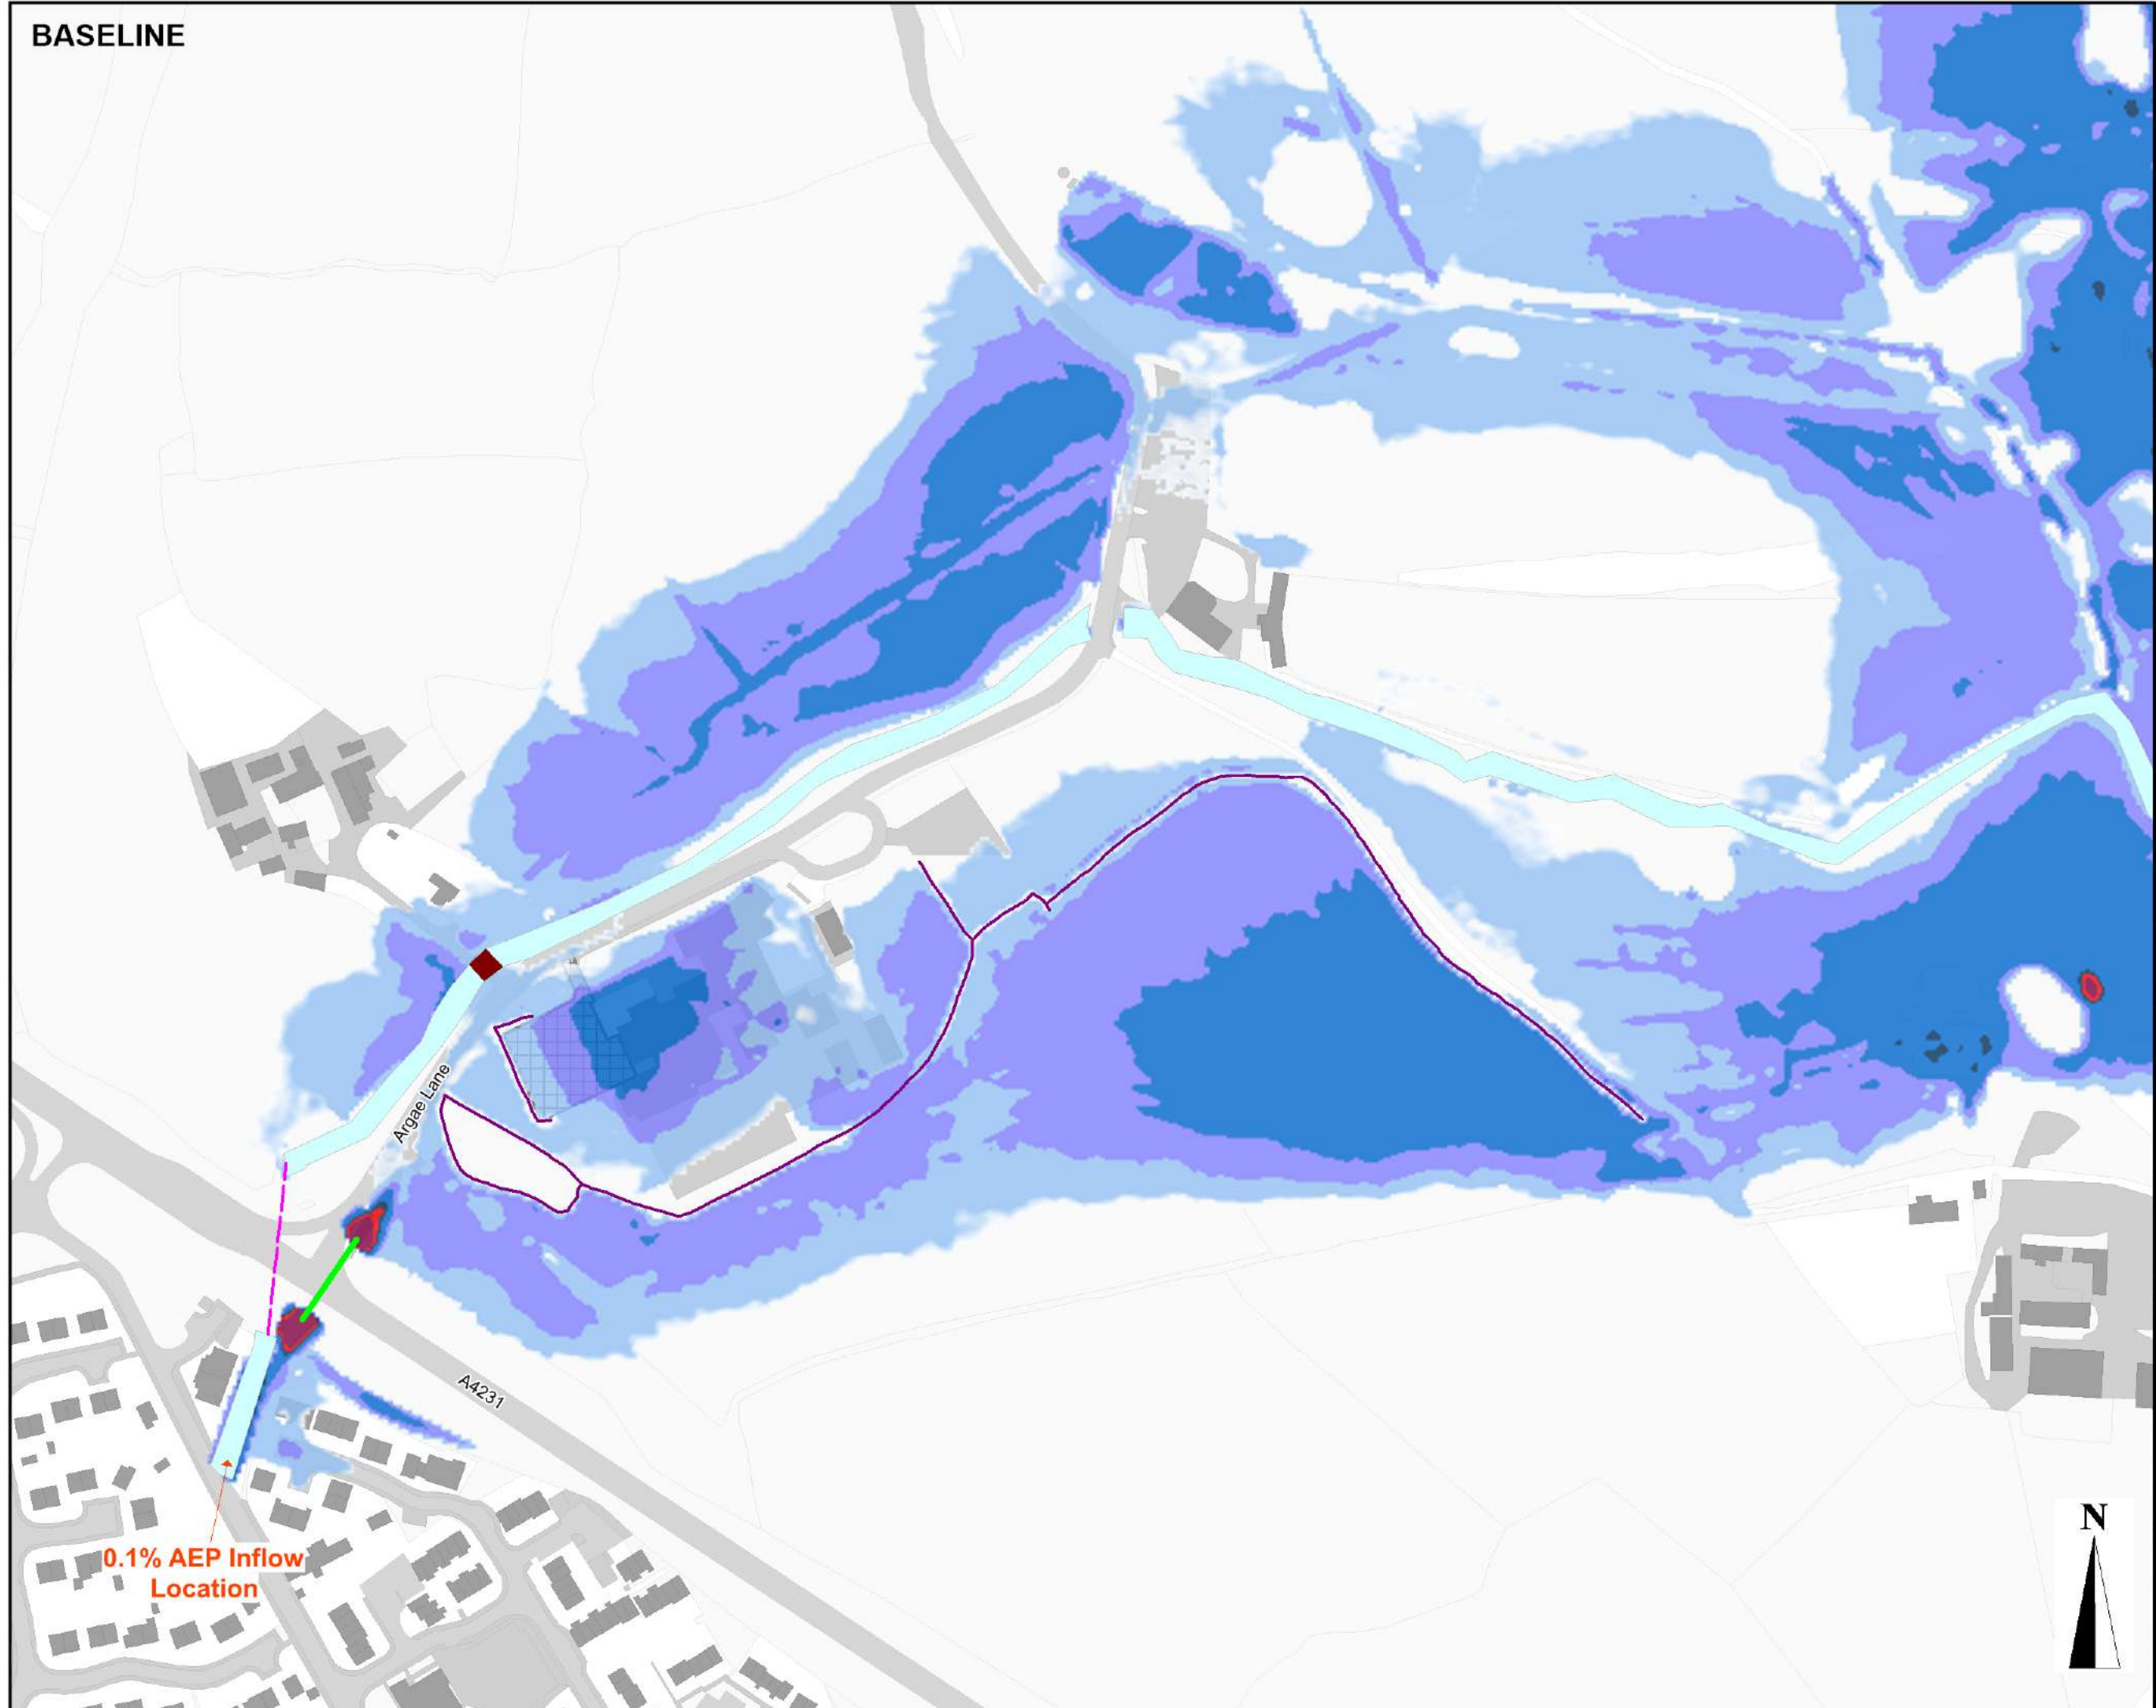 BASELINE
Argae Lane
A4231
0.1% AEP Inflow
Location
N